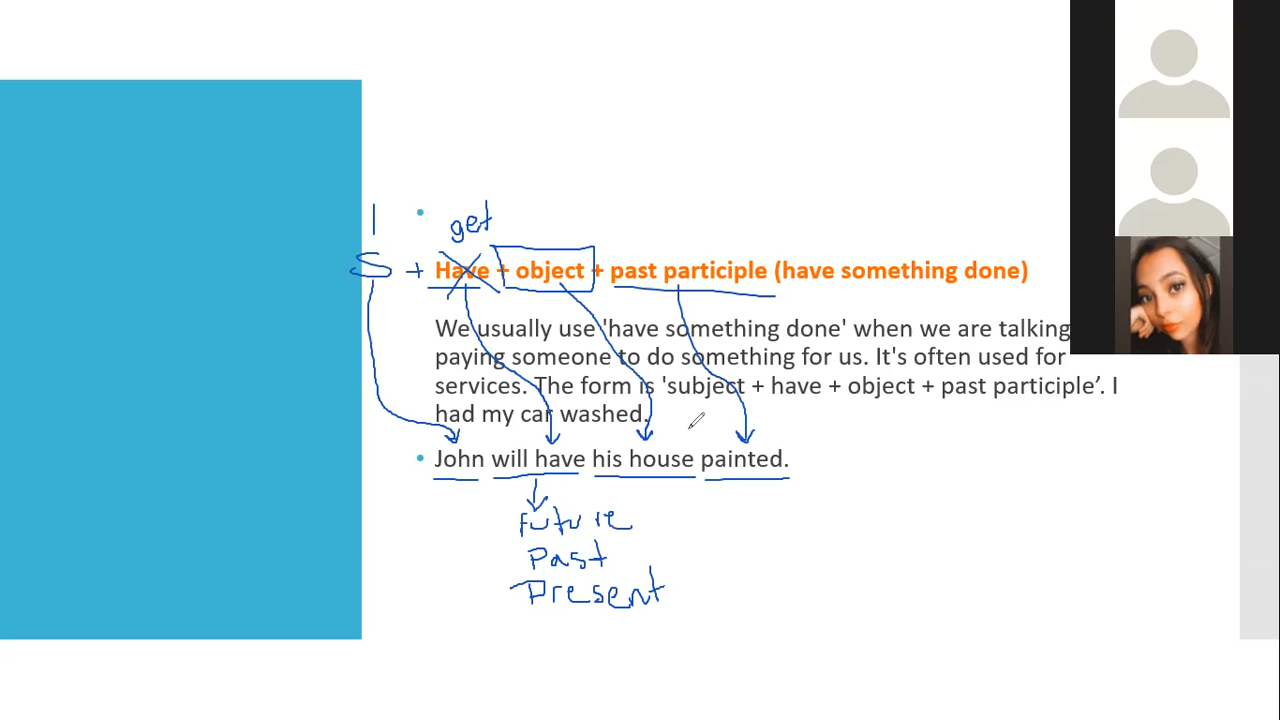 I
get
S + Have + object + past participle (have something done)
We usually use 'have something done' when we are talking
paying someone to do something for us. It's often used for
services. The form is 'subject + have + object + past participle’. I
had my car washed.
John will have his house painted.
Future
Past
Present